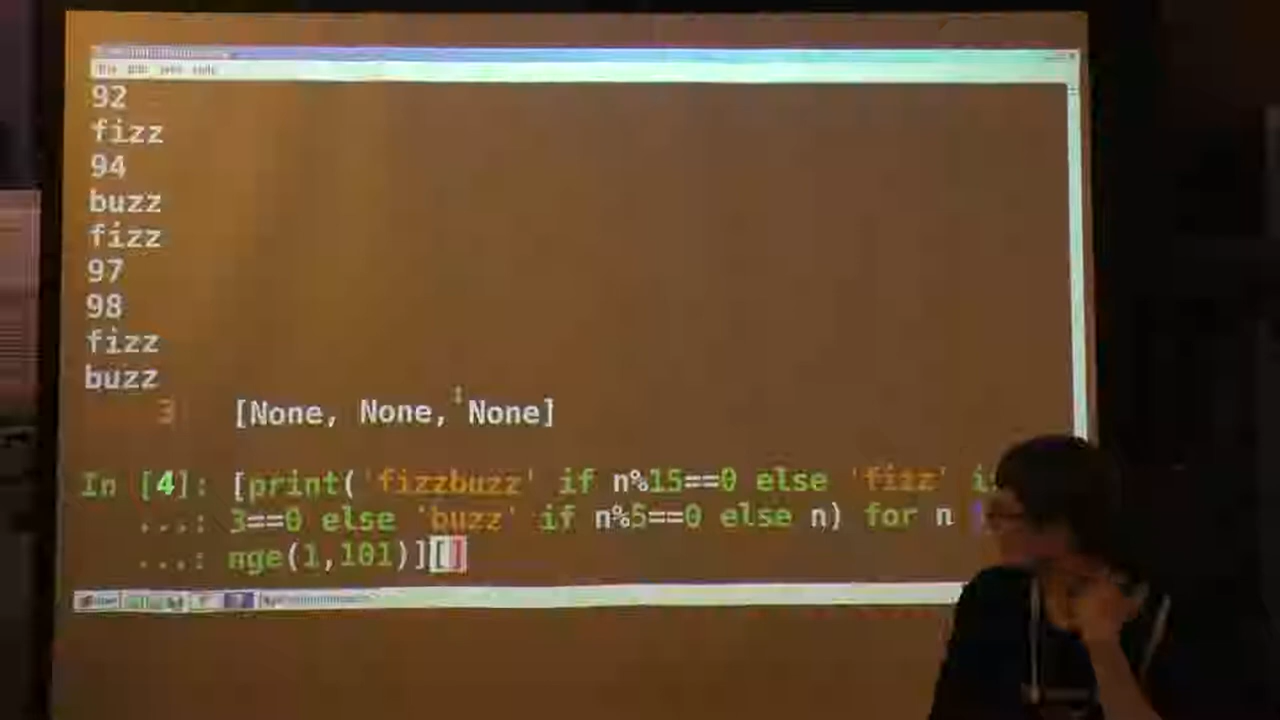 92
fizz
94
buzz
fizz
97
98
fizz
buzz
3 [None, None, None]
In [4]: [print('fizzbuzz' if n%15==0 else 'fizz' i
...: 3==0 else 'buzz' if n%5==0 else n) for n
...: nge(1,101)][]